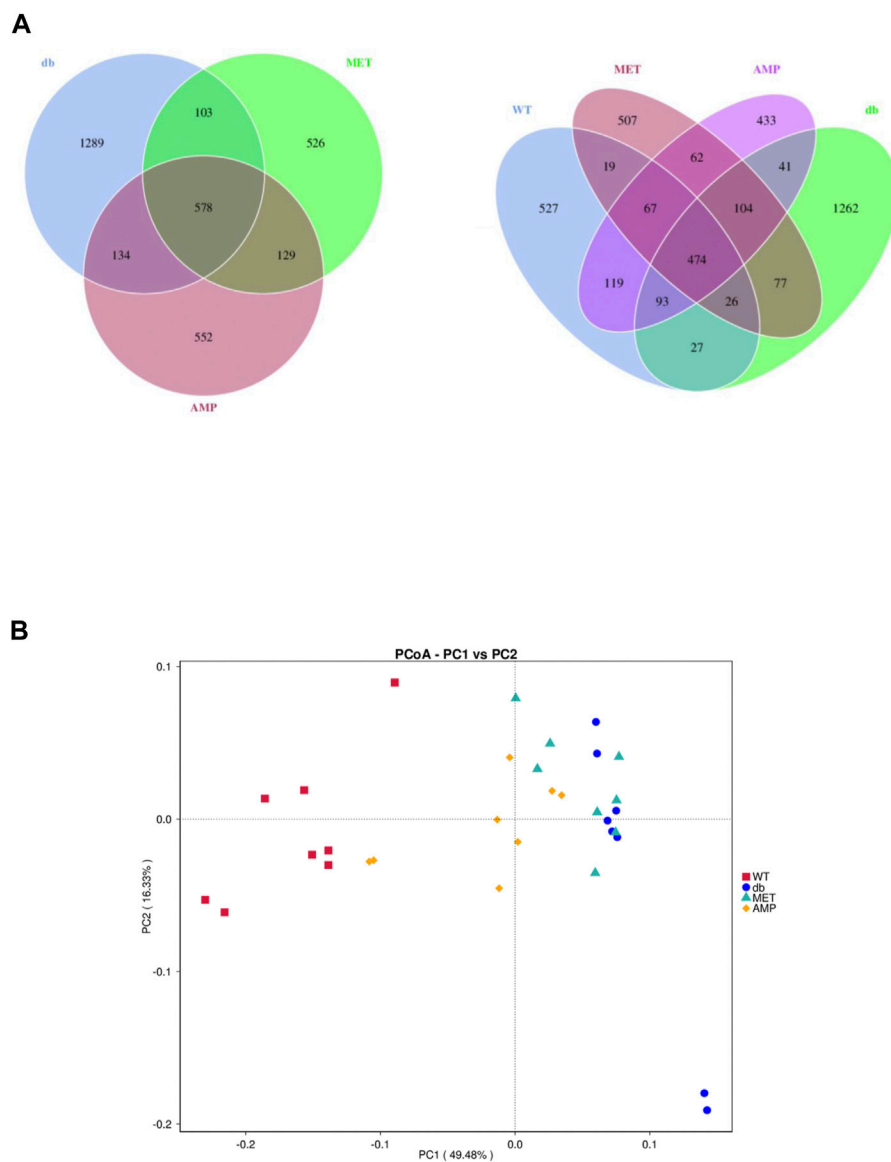 A
db MET
103
1289 526
578
134 129
552
AMP
MET AMP
WT db
507 433
19 62 41
527 67 104 1262
474
119 93 26 77
27
B
PCoA - PC1 vs PC2
0.1
0.0
-0.1
-0.2
PC2 ( 16.33%)
-0.2 -0.1 0.0 0.1
PC1 ( 49.48%)
WT
db
MET
AMP